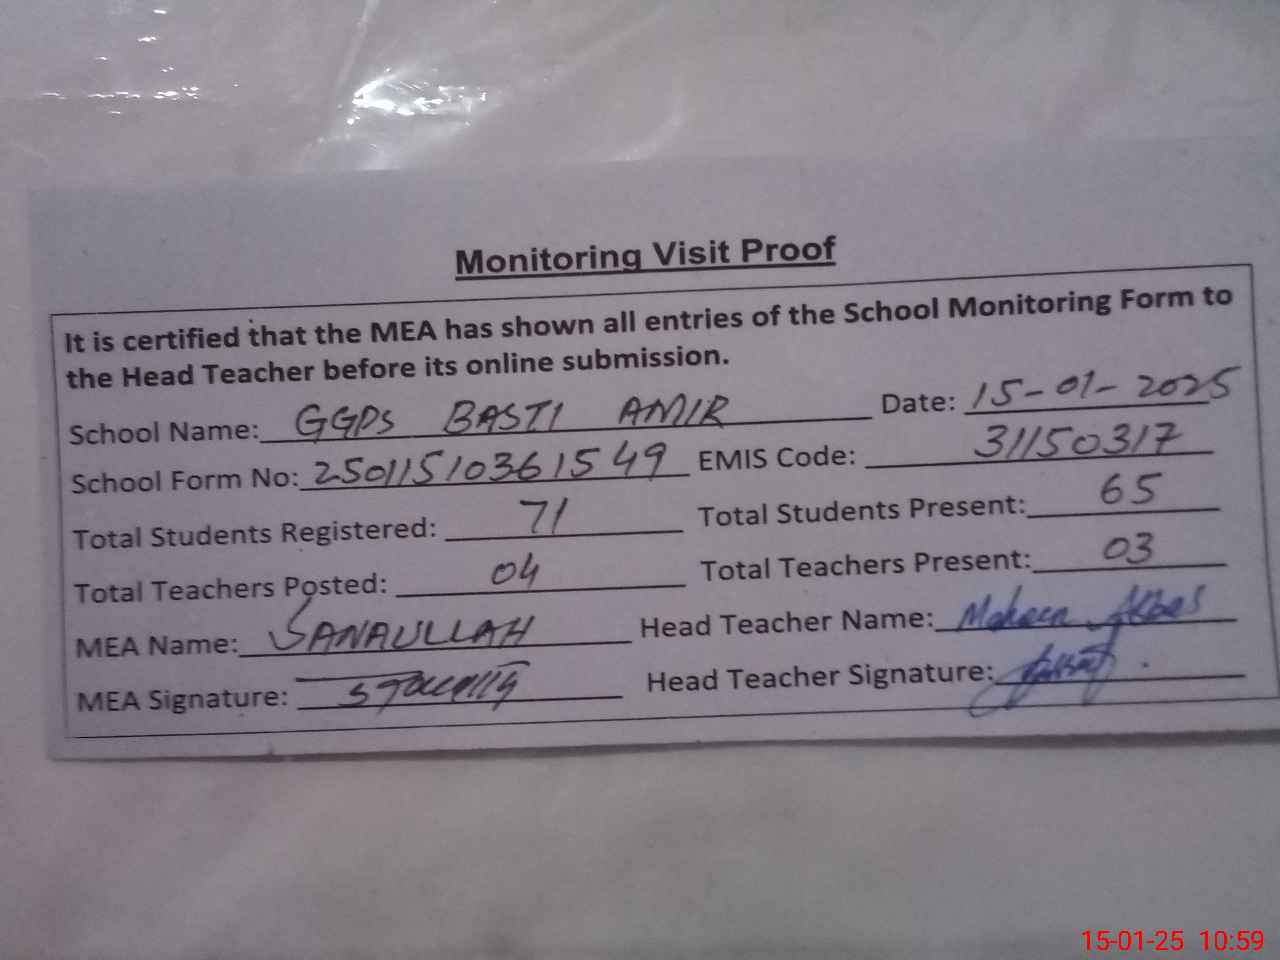 Monitoring Visit Proof
It is certified that the MEA has shown all entries of the School Monitoring Form to
the Head Teacher before its online submission.
School Name: GGPS BASTI AMIR Date: 15-01-2025
School Form No: 25011510361549 EMIS Code: 31150317
Total Students Registered: 71 Total Students Present: 65
Total Teachers Posted: 04 Total Teachers Present: 03
MEA Name: SANAULLAH Head Teacher Name: Maheen Akbar
MEA Signature: Head Teacher Signature:
15-01-25 10:59